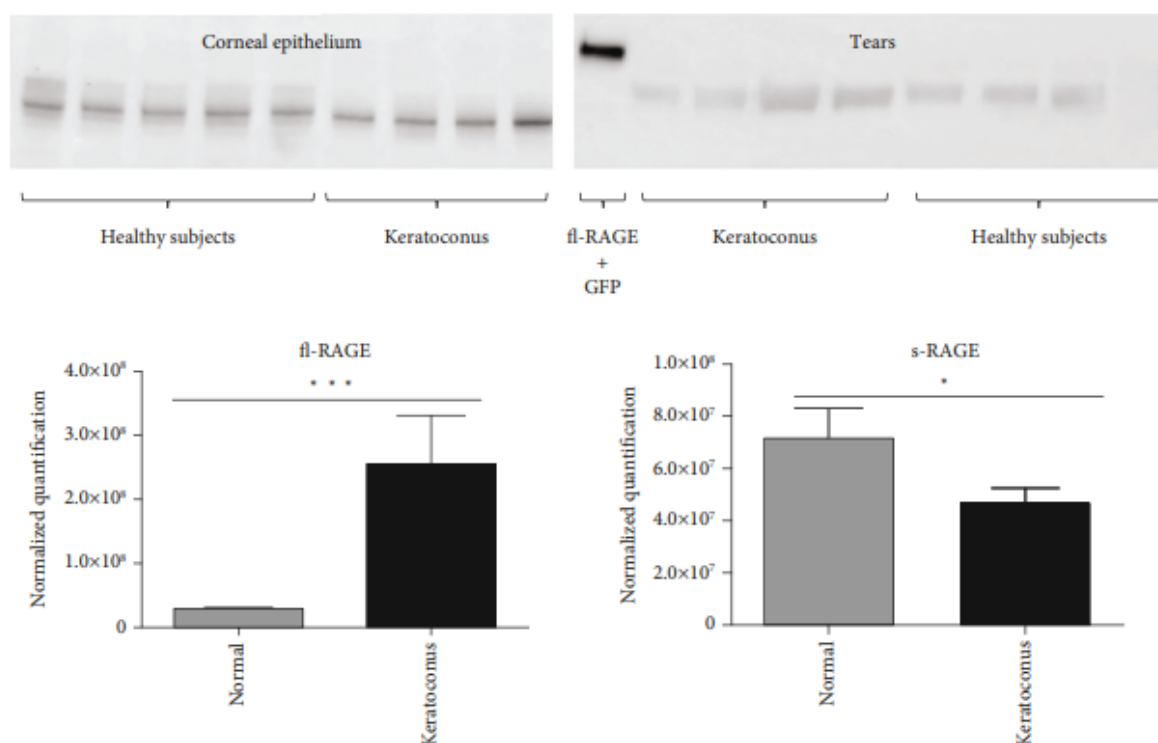 Corneal epithelium
Tears
Healthy subjects
Keratoconus
fl-RAGE
+
GFP
Keratoconus
Healthy subjects
fl-RAGE
* * *
Normalized quantification
4.0×10⁸
3.0×10⁸
2.0×10⁸
1.0×10⁸
0
Normal
Keratoconus
s-RAGE
*
Normalized quantification
1.0×10⁸
8.0×10⁷
6.0×10⁷
4.0×10⁷
2.0×10⁷
0
Normal
Keratoconus